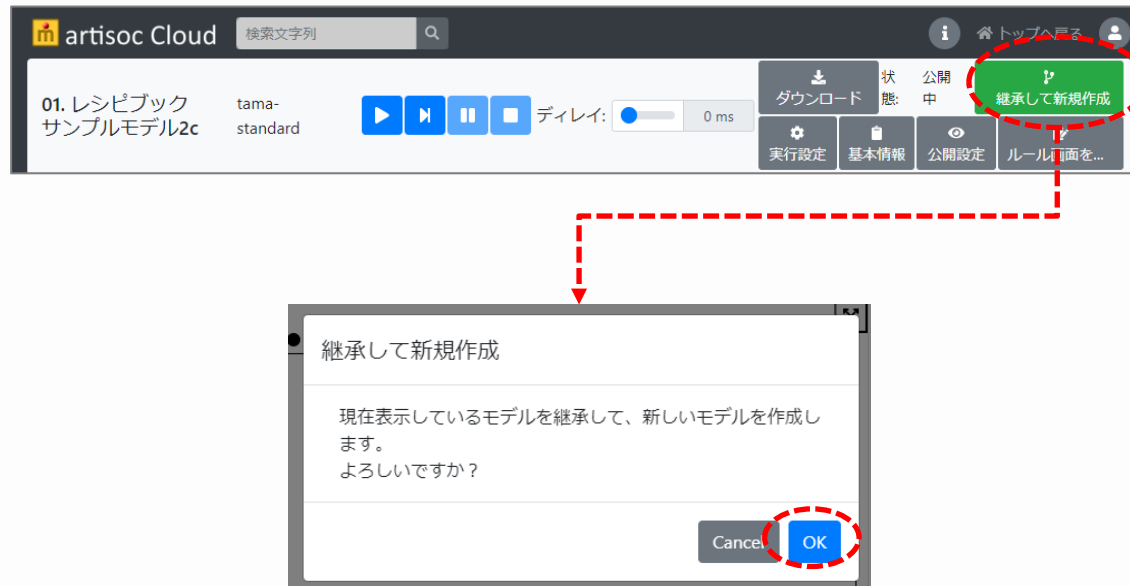 artisoc Cloud
検索文字列
トップへ戻る
01. レシピブック
サンプルモデル2c
tama-
standard
ディレイ:
0 ms
ダウンロード
状
態:
公開
中
継承して新規作成
実行設定
基本情報
公開設定
ルール画面を...
継承して新規作成
現在表示しているモデルを継承して、新しいモデルを作成し
ます。
よろしいですか？
Cancel
OK